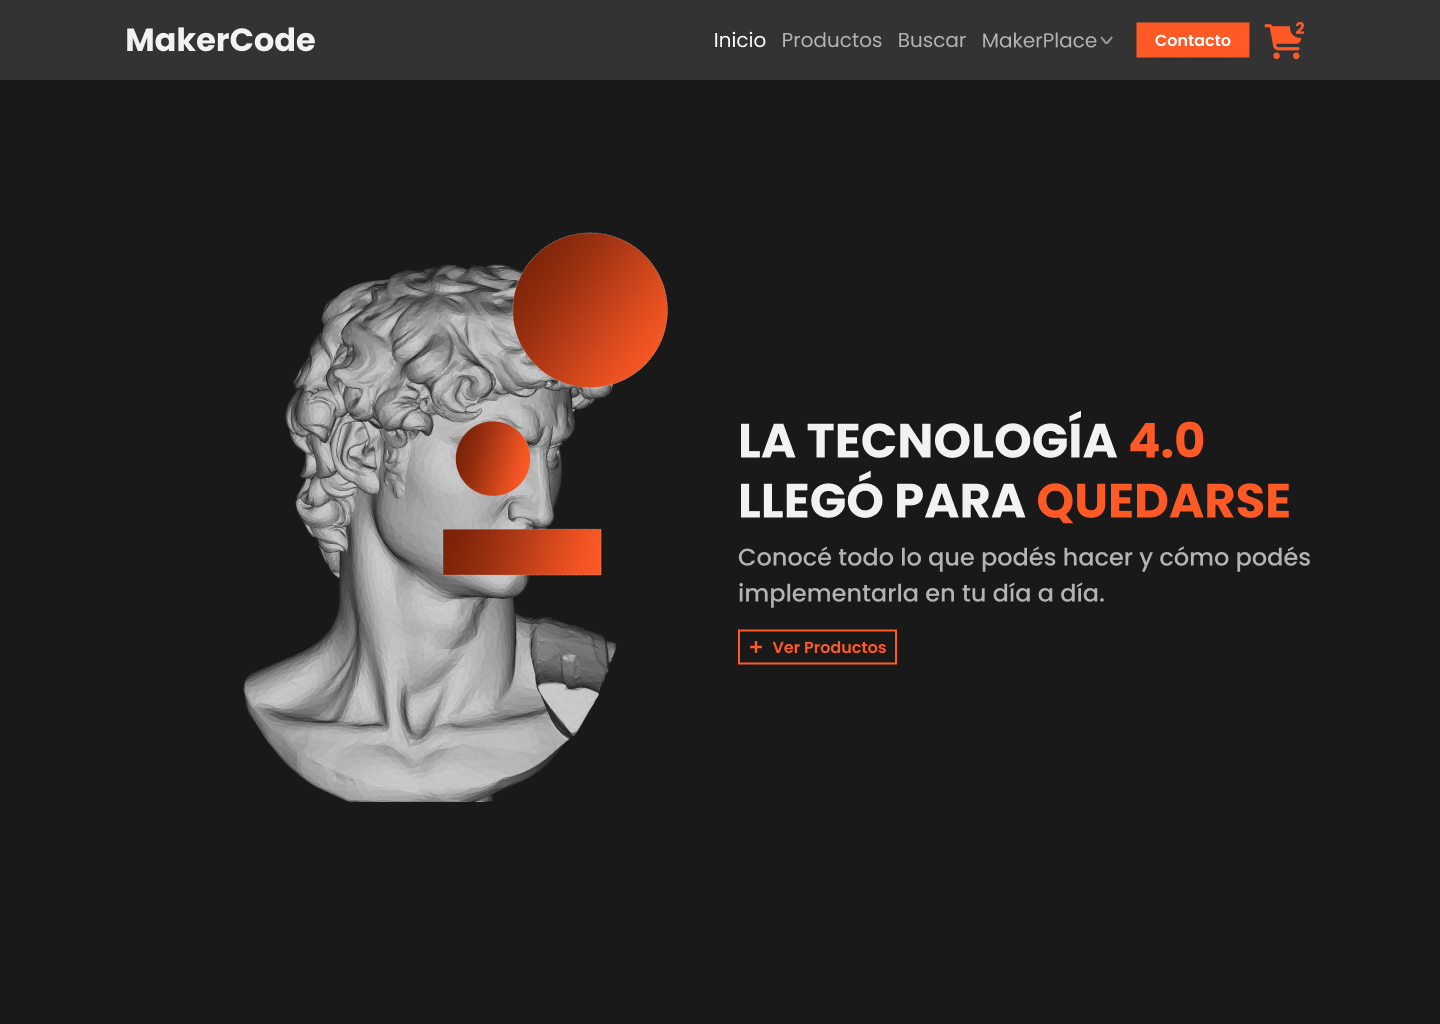 MakerCode
Inicio Productos Buscar MakerPlace Contacto 2
LA TECNOLOGÍA 4.0
LLEGÓ PARA QUEDARSE
Conocé todo lo que podés hacer y cómo podés
implementarla en tu día a día.
+ Ver Productos